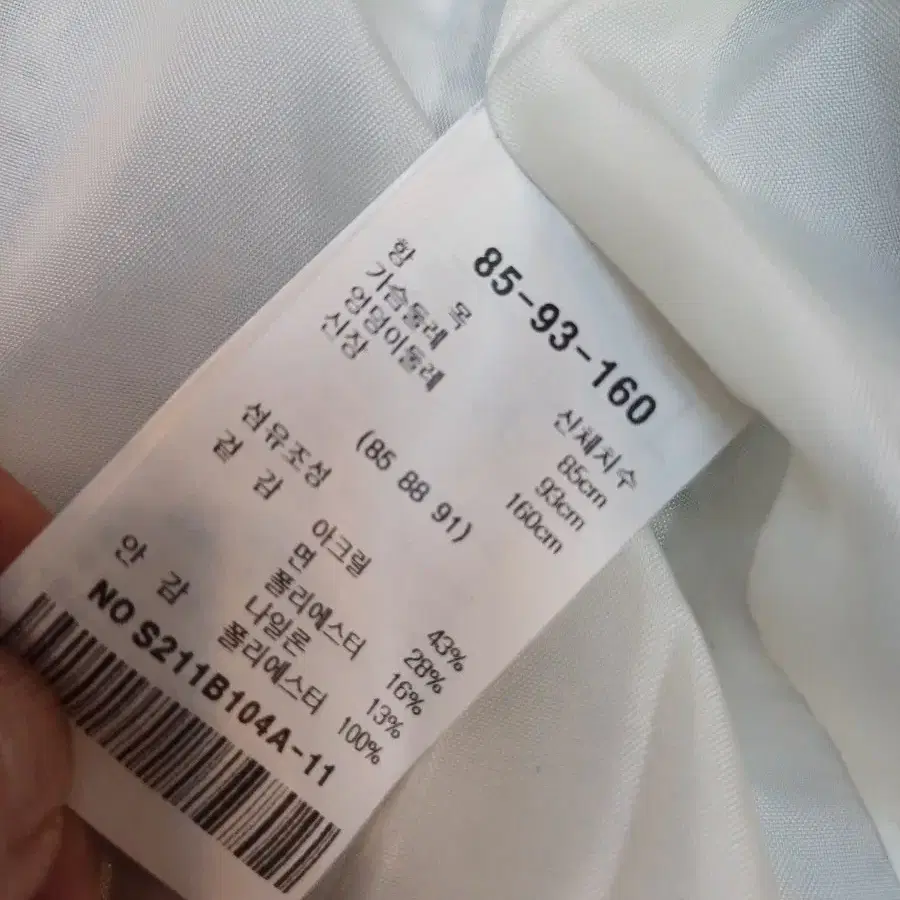 85-93-160
항 목 신체치수
가슴둘레 85cm
엉덩이둘레 93cm
신장 160cm
(85 88 91)
섬유조성
겉 감 아크릴 43%
면 28%
폴리에스터 16%
나일론 13%
안 감 폴리에스터 100%
NO S211B104A-11